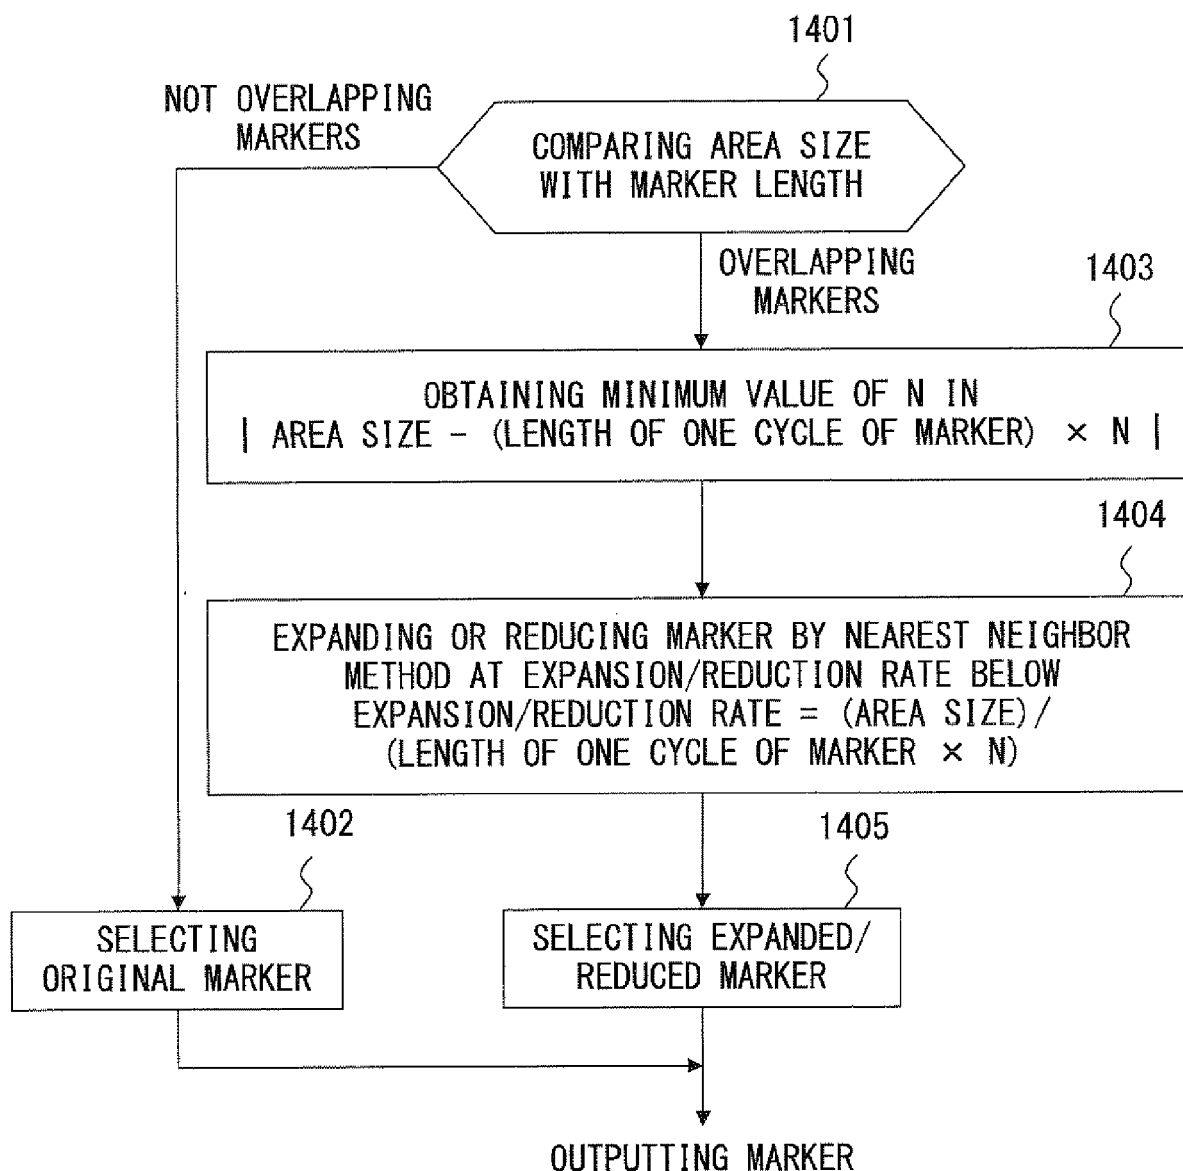 1401
NOT OVERLAPPING
MARKERS
COMPARING AREA SIZE
WITH MARKER LENGTH
OVERLAPPING
MARKERS
1403
OBTAINING MINIMUM VALUE OF N IN
| AREA SIZE - (LENGTH OF ONE CYCLE OF MARKER) × N |
1404
EXPANDING OR REDUCING MARKER BY NEAREST NEIGHBOR
METHOD AT EXPANSION/REDUCTION RATE BELOW
EXPANSION/REDUCTION RATE = (AREA SIZE)/
(LENGTH OF ONE CYCLE OF MARKER × N)
1402
1405
SELECTING
ORIGINAL MARKER
SELECTING EXPANDED/
REDUCED MARKER
OUTPUTTING MARKER